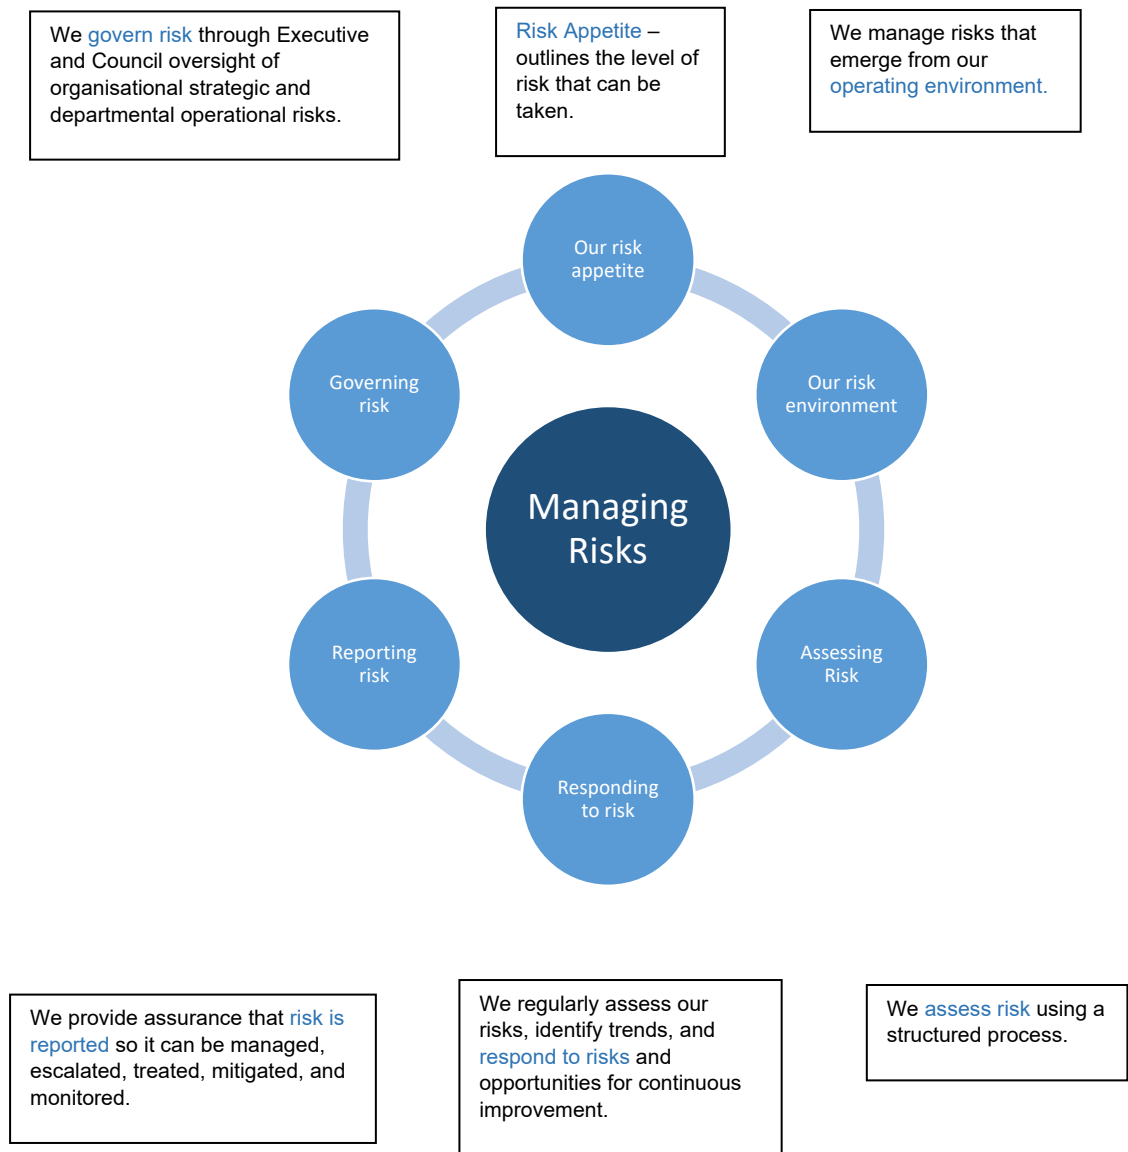 We govern risk through Executive
and Council oversight of
organisational strategic and
departmental operational risks.
Risk Appetite –
outlines the level of
risk that can be
taken.
We manage risks that
emerge from our
operating environment.
Our risk
appetite
Governing
risk
Our risk
environment
Managing
Risks
Reporting
risk
Assessing
Risk
Responding
to risk
We provide assurance that risk is
reported so it can be managed,
escalated, treated, mitigated, and
monitored.
We regularly assess our
risks, identify trends, and
respond to risks and
opportunities for continuous
improvement.
We assess risk using a
structured process.